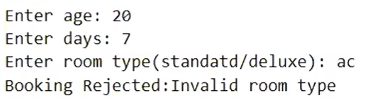 Enter age: 20
Enter days: 7
Enter room type(standatd/deluxe): ac
Booking Rejected:Invalid room type